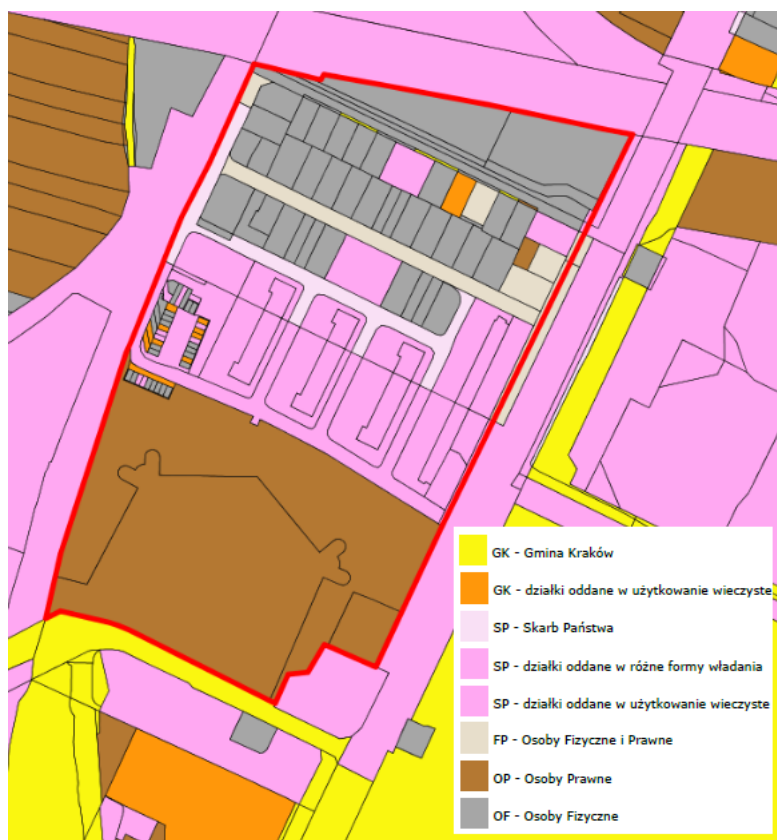 GK - Gmina Kraków
GK - działki oddane w użytkowanie wieczyste
SP - Skarb Państwa
SP - działki oddane w różne formy władania
SP - działki oddane w użytkowanie wieczyste
FP - Osoby Fizyczne i Prawne
OP - Osoby Prawne
OF - Osoby Fizyczne